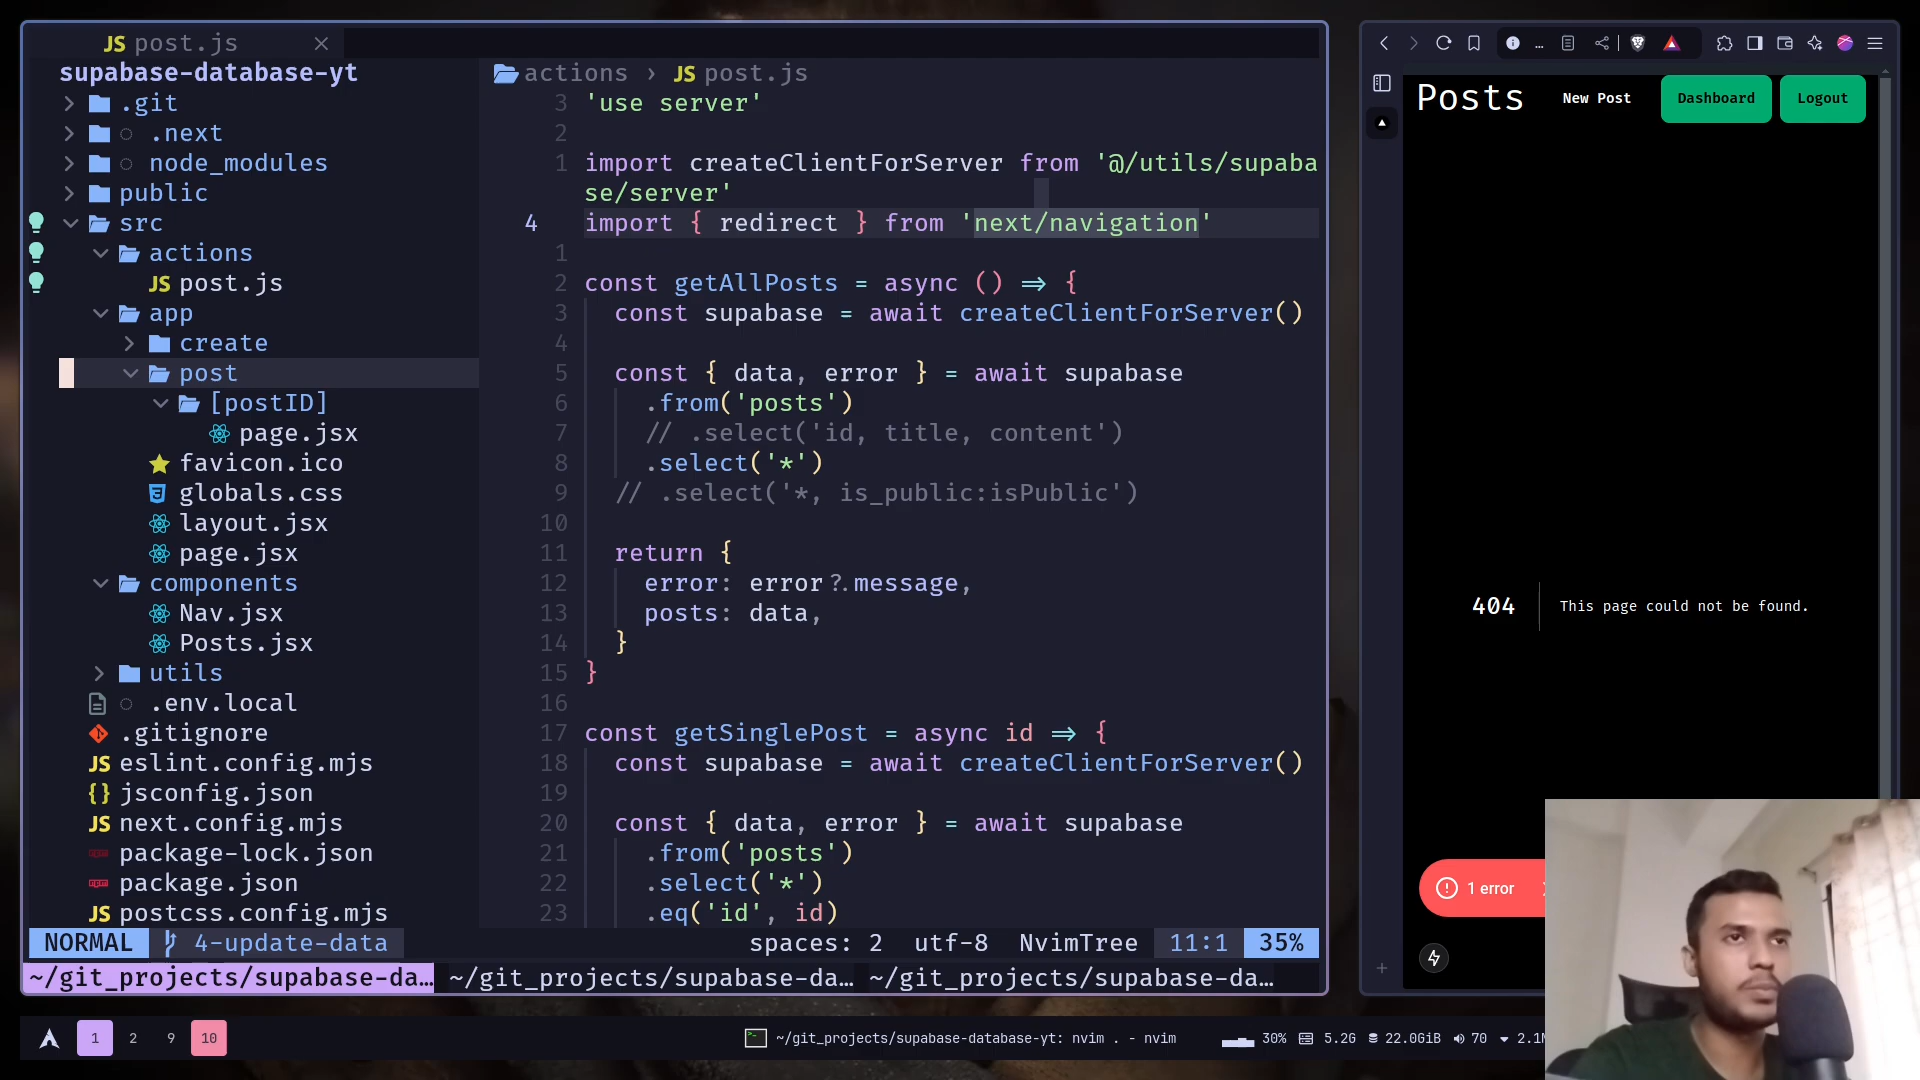 JS post.js
supabase-database-yt
.git
.next
node_modules
public
src
actions
JS post.js
app
create
post
[postID]
page.jsx
favicon.ico
globals.css
layout.jsx
page.jsx
components
Nav.jsx
Posts.jsx
utils
.env.local
.gitignore
JS eslint.config.mjs
{} jsconfig.json
JS next.config.mjs
package-lock.json
package.json
JS postcss.config.mjs
actions › JS post.js
3 'use server'
2
1 import createClientForServer from '@/utils/supaba
se/server'
4 import { redirect } from 'next/navigation'
1
2 const getAllPosts = async () => {
3 const supabase = await createClientForServer()
4
5 const { data, error } = await supabase
6 .from('posts')
7 // .select('id, title, content')
8 .select('*')
9 // .select('*, is_public:isPublic')
10
11 return {
12 error: error?.message,
13 posts: data,
14 }
15 }
16
17 const getSinglePost = async id => {
18 const supabase = await createClientForServer()
19
20 const { data, error } = await supabase
21 .from('posts')
22 .select('*')
23 .eq('id', id)
NORMAL 4-update-data spaces: 2 utf-8 NvimTree 11:1 35%
~/git_projects/supabase-da… ~/git_projects/supabase-da… ~/git_projects/supabase-da…
…
Posts New Post Dashboard Logout
404 This page could not be found.
1 error
1 2 9 10 ~/git_projects/supabase-database-yt: nvim . - nvim 30% 5.2G 22.0GiB 70 2.1